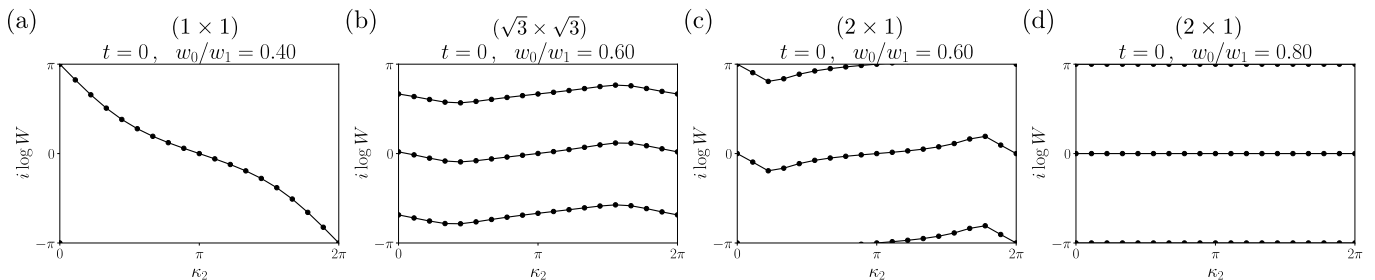 (a)
(1 × 1)
t = 0 , w₀/w₁ = 0.40
π
0
−π
i log W
0
π
2π
κ₂
(b)
(√3 × √3)
t = 0 , w₀/w₁ = 0.60
π
0
−π
i log W
0
π
2π
κ₂
(c)
(2 × 1)
t = 0 , w₀/w₁ = 0.60
π
0
−π
i log W
0
π
2π
κ₂
(d)
(2 × 1)
t = 0 , w₀/w₁ = 0.80
π
0
−π
i log W
0
π
2π
κ₂